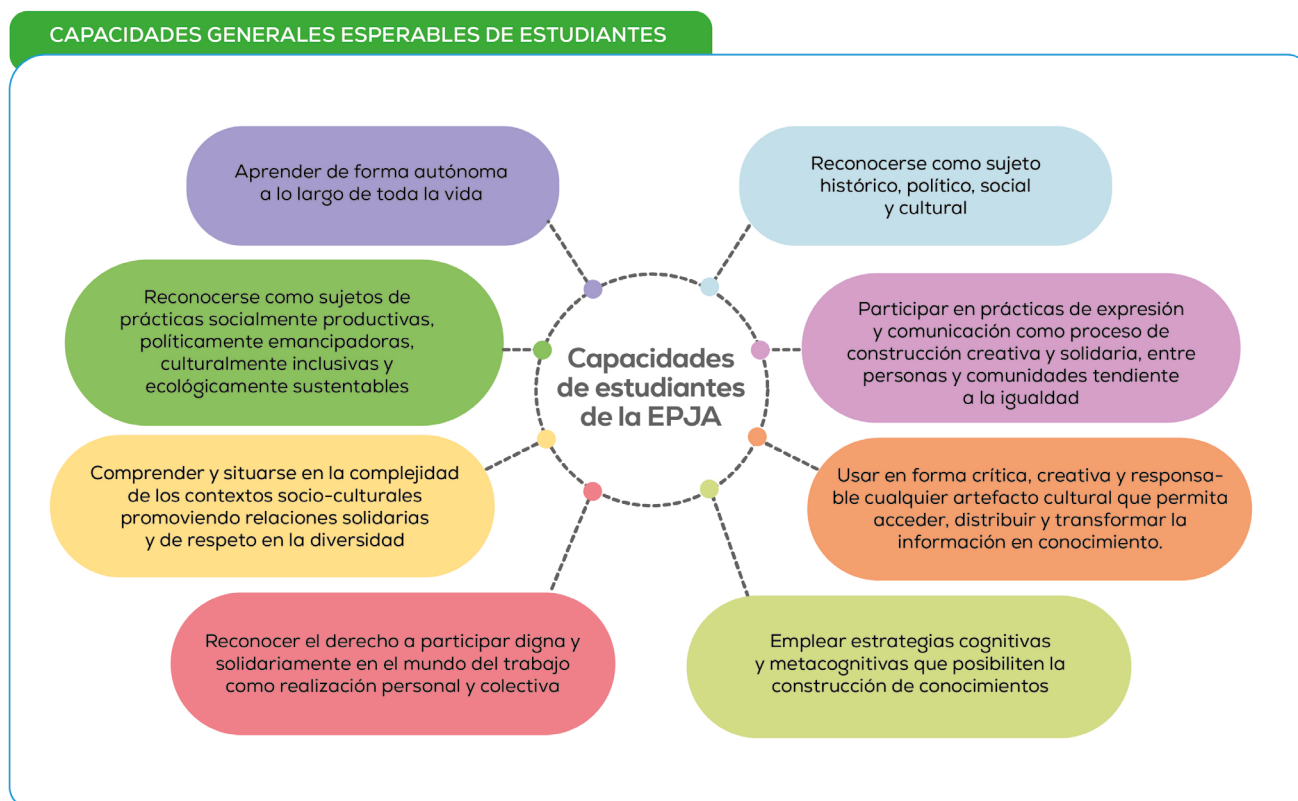 CAPACIDADES GENERALES ESPERABLES DE ESTUDIANTES
Aprender de forma autónoma
a lo largo de toda la vida
Reconocerse como sujeto
histórico, político, social
y cultural
Reconocerse como sujetos de
prácticas socialmente productivas,
políticamente emancipadoras,
culturalmente inclusivas y
ecológicamente sustentables
Participar en prácticas de expresión
y comunicación como proceso de
construcción creativa y solidaria, entre
personas y comunidades tendiente
a la igualdad
Capacidades
de estudiantes
de la EPJA
Comprender y situarse en la complejidad
de los contextos socio-culturales
promoviendo relaciones solidarias
y de respeto en la diversidad
Usar en forma crítica, creativa y responsa-
ble cualquier artefacto cultural que permita
acceder, distribuir y transformar la
información en conocimiento.
Reconocer el derecho a participar digna y
solidariamente en el mundo del trabajo
como realización personal y colectiva
Emplear estrategias cognitivas
y metacognitivas que posibiliten la
construcción de conocimientos